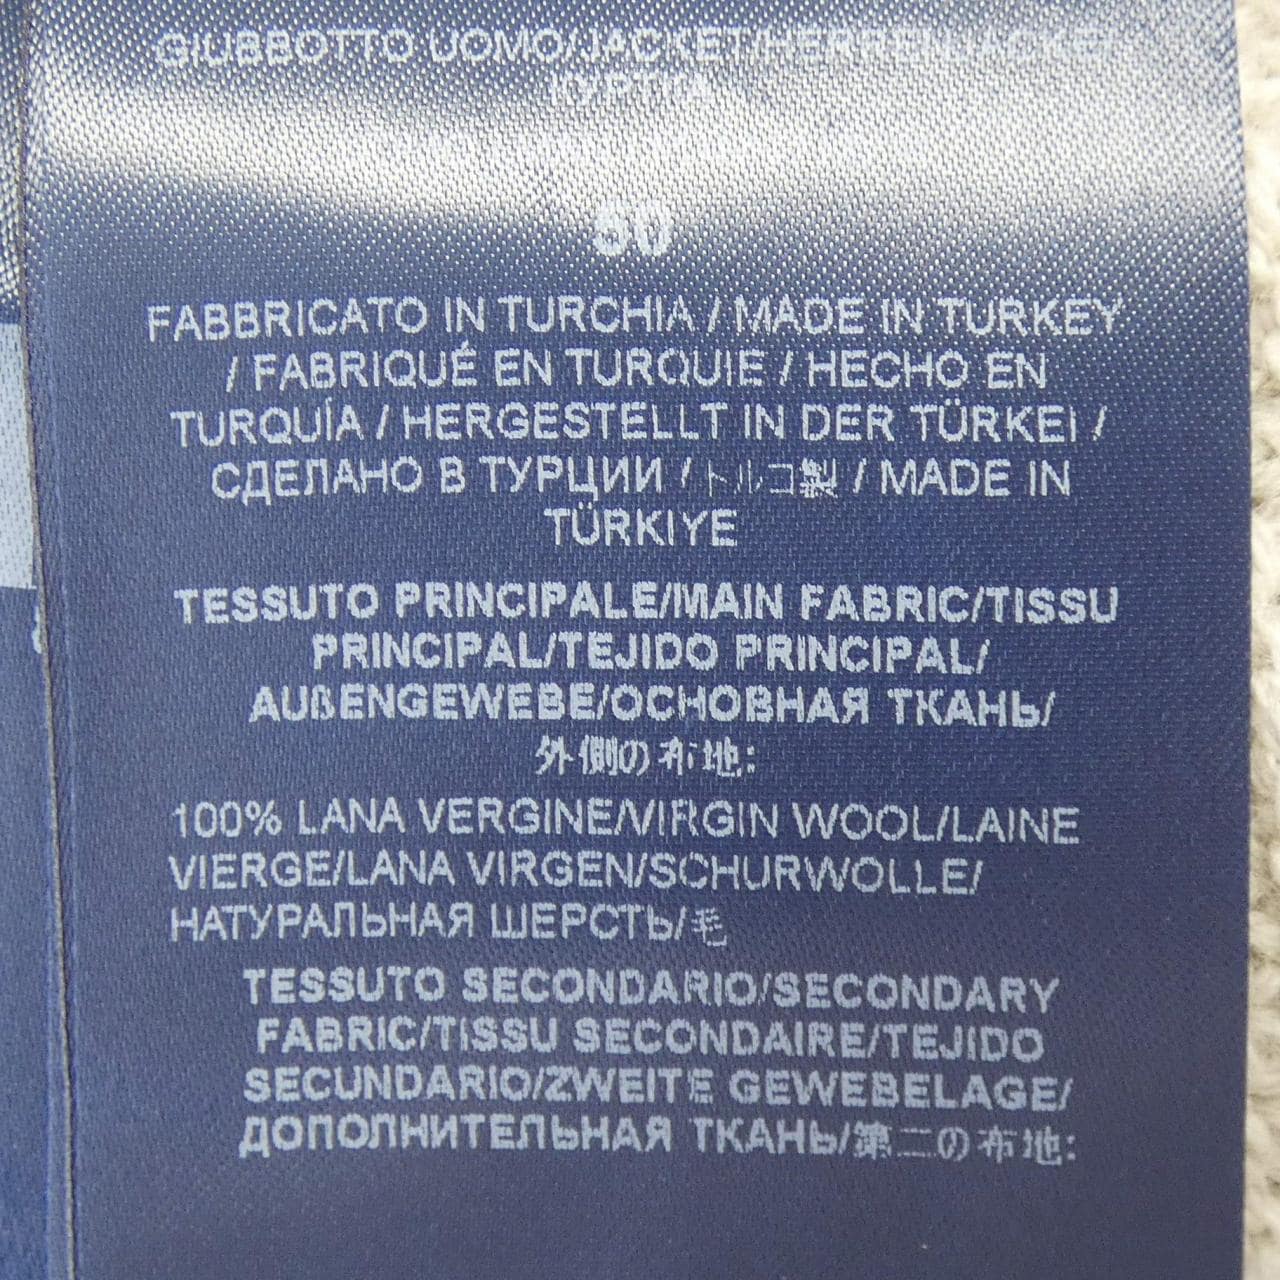 GIUBBOTTO UOMO/JACKET/HERRENJACKE/
КУРТКА
FABBRICATO IN TURCHIA / MADE IN TURKEY
/ FABRIQUÉ EN TURQUIE / HECHO EN
TURQUÍA / HERGESTELLT IN DER TÜRKEI /
СДЕЛАНО В ТУРЦИИ / トルコ製 / MADE IN
TÜRKIYE
TESSUTO PRINCIPALE/MAIN FABRIC/TISSU
PRINCIPAL/TEJIDO PRINCIPAL/
AUßENGEWEBE/ОСНОВНАЯ ТКАНЬ/
外側の布地:
100% LANA VERGINE/VIRGIN WOOL/LAINE
VIERGE/LANA VIRGEN/SCHURWOLLE/
НАТУРАЛЬНАЯ ШЕРСТЬ/毛
TESSUTO SECONDARIO/SECONDARY
FABRIC/TISSU SECONDAIRE/TEJIDO
SECUNDARIO/ZWEITE GEWEBELAGE/
ДОПОЛНИТЕЛЬНАЯ ТКАНЬ/第二の布地: